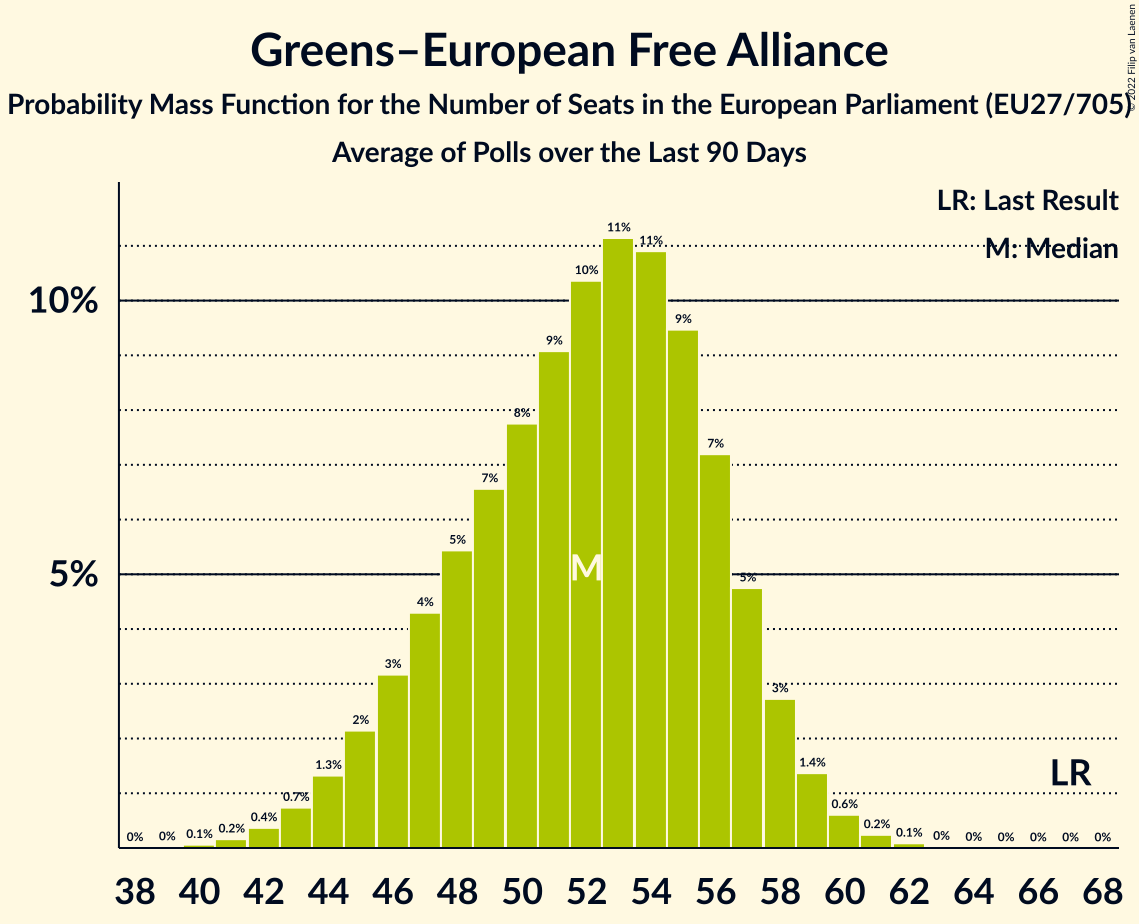 Greens–European Free Alliance
Probability Mass Function for the Number of Seats in the European Parliament (EU27/705)
Average of Polls over the Last 90 Days
© 2022 Filip van Laenen
LR: Last Result
M: Median
10%
5%
0% 0% 0.1% 0.2% 0.4% 0.7% 1.3% 2% 3% 4% 5% 7% 8% 9% 10% 11% 11% 9% 7% 5% 3% 1.4% 0.6% 0.2% 0.1% 0% 0% 0% 0% 0% 0%
M
LR
38 40 42 44 46 48 50 52 54 56 58 60 62 64 66 68